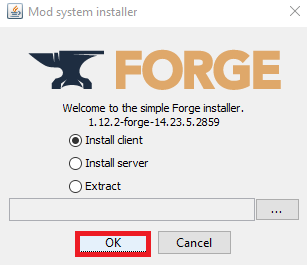 Mod system installer
FORGE
Welcome to the simple Forge installer.
1.12.2-forge-14.23.5.2859
Install client
Install server
Extract
...
OK Cancel